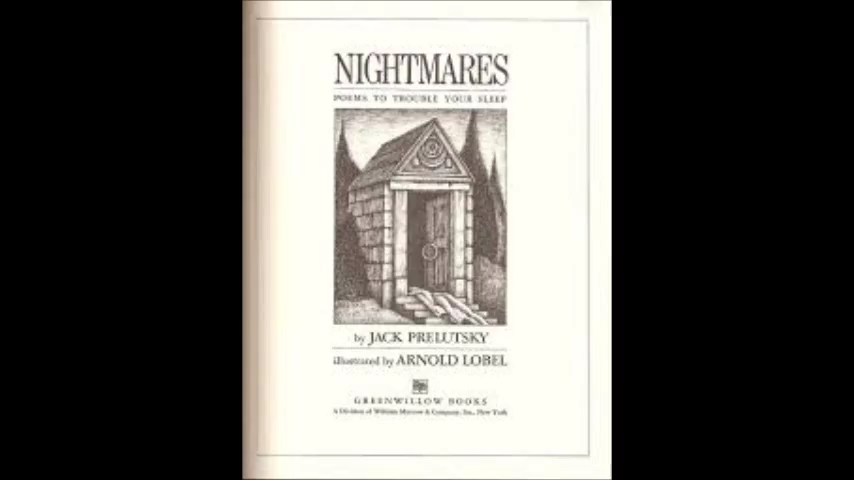 NIGHTMARES
POEMS TO TROUBLE YOUR SLEEP
by JACK PRELUTSKY
illustrated by ARNOLD LOBEL
GREENWILLOW BOOKS
A Division of William Morrow & Company, Inc., New York